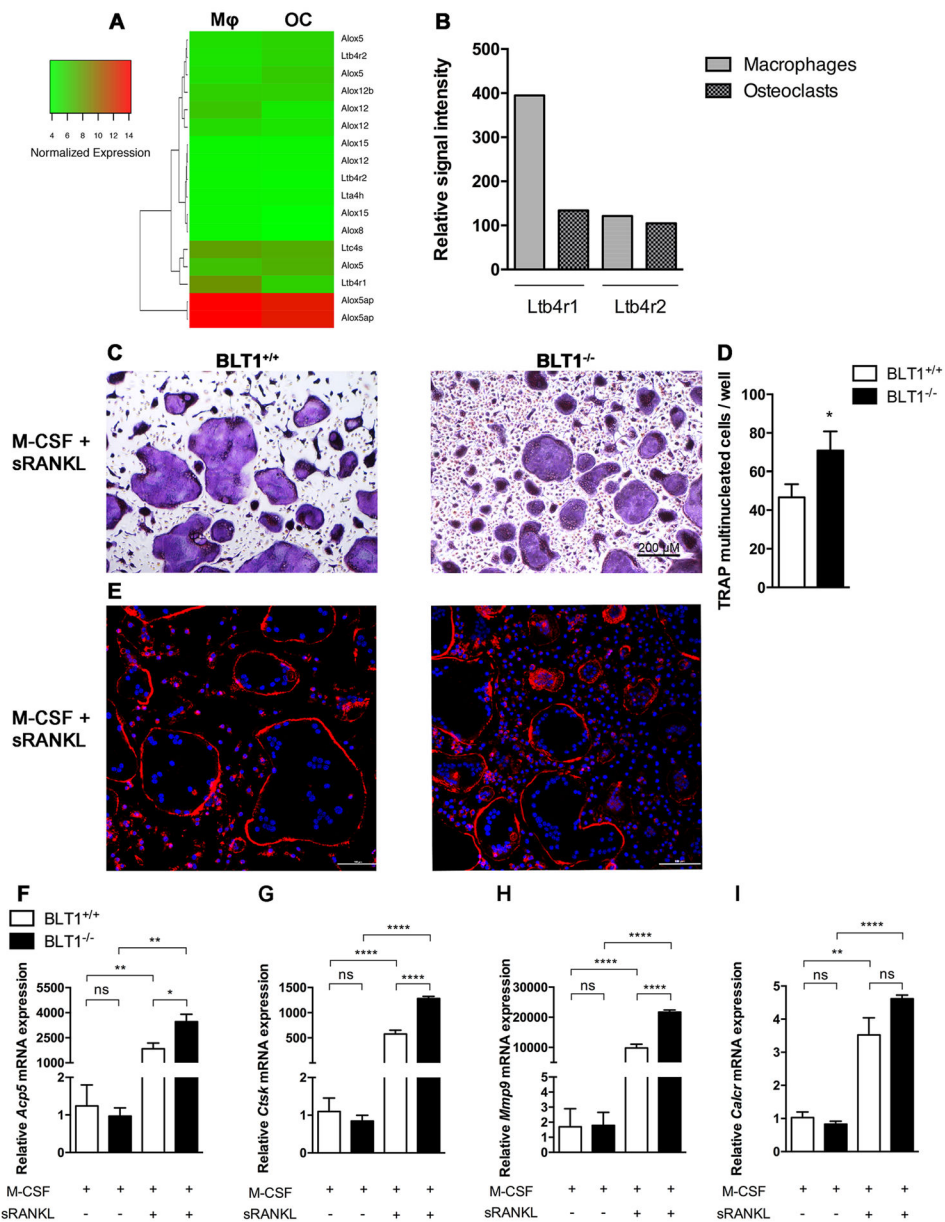 A
Mφ OC
Alox5
Ltb4r2
Alox5
Alox12b
Alox12
Alox12
Alox15
Alox12
Ltb4r2
Lta4h
Alox15
Alox8
Ltc4s
Alox5
Ltb4r1
Alox5ap
Alox5ap
4 6 8 10 12 14
Normalized Expression
B
Relative signal intensity
500
400
300
200
100
0
Ltb4r1 Ltb4r2
Macrophages
Osteoclasts
C
BLT1+/+ BLT1-/-
M-CSF +
sRANKL
200 µM
D
BLT1+/+
BLT1-/-
TRAP multinucleated cells / well
100
80
60
40
20
0
*
E
M-CSF +
sRANKL
F
BLT1+/+
BLT1-/-
Relative Acp5 mRNA expression
5500
4000
2500
1000
2
1
0
**
**
ns *
M-CSF + + + +
sRANKL - - + +
G
Relative Ctsk mRNA expression
1500
1000
500
0
2
1
0
****
****
ns ****
M-CSF + + + +
sRANKL - - + +
H
Relative Mmp9 mRNA expression
30000
20000
10000
0
2
4
3
2
1
0
****
****
ns ****
M-CSF + + + +
sRANKL - - + +
I
Relative Calcr mRNA expression
5
4
3
2
1
0
****
**
ns ns
M-CSF + + + +
sRANKL - - + +